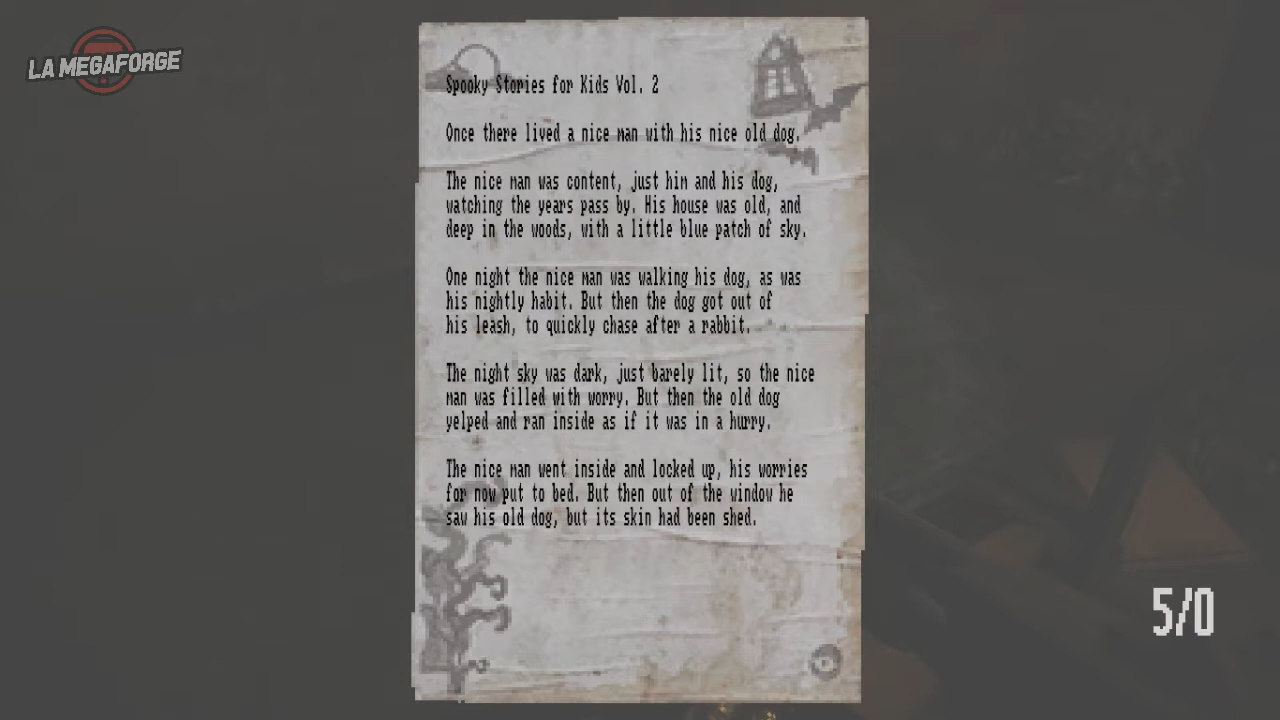 LA MEGAFORGE
Spooky Stories for Kids Vol. 2
Once there lived a nice man with his nice old dog.
The nice man was content, just him and his dog,
watching the years pass by. His house was old, and
deep in the woods, with a little blue patch of sky.
One night the nice man was walking his dog, as was
his nightly habit. But then the dog got out of
his leash, to quickly chase after a rabbit.
The night sky was dark, just barely lit, so the nice
man was filled with worry. But then the old dog
yelped and ran inside as if it was in a hurry.
The nice man went inside and locked up, his worries
for now put to bed. But then out of the window he
saw his old dog, but its skin had been shed.
5/0